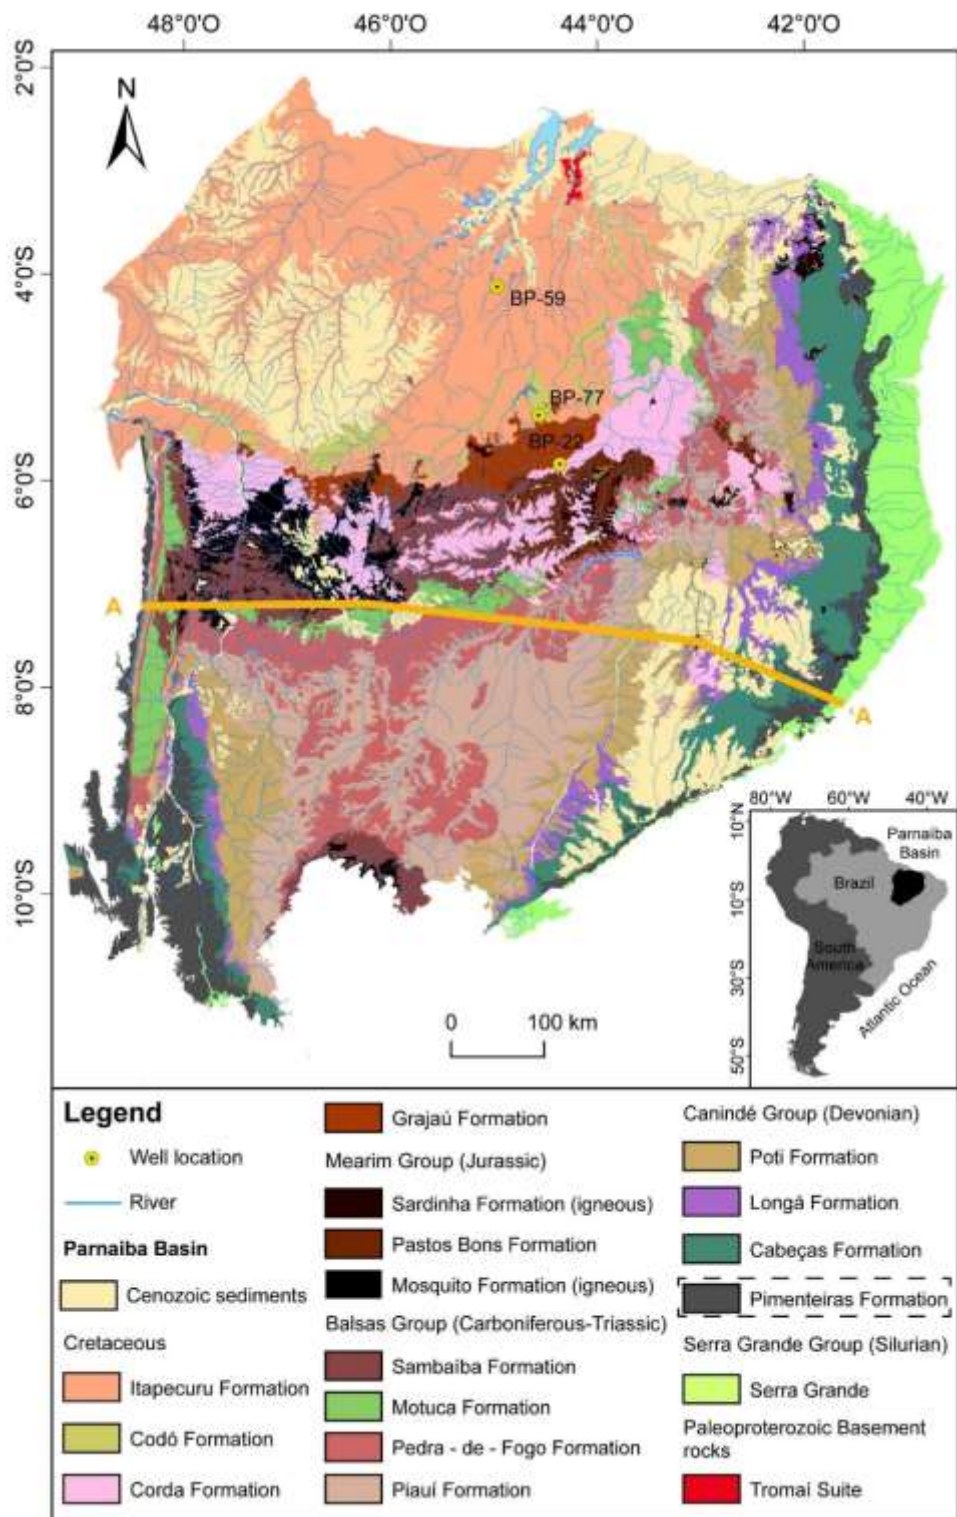 48°0'O 46°0'O 44°0'O 42°0'O
2°0'S
4°0'S
6°0'S
8°0'S
10°0'S
N
BP-59
BP-77
BP-22
A
'A
80°W 60°W 40°W
10°N
10°S
30°S
50°S
Parnaiba
Basin
Brazil
South
America
Atlantic Ocean
0 100 km
Legend
Well location
River
Parnaiba Basin
Cenozoic sediments
Cretaceous
Itapecuru Formation
Codó Formation
Corda Formation
Grajaú Formation
Mearim Group (Jurassic)
Sardinha Formation (igneous)
Pastos Bons Formation
Mosquito Formation (igneous)
Balsas Group (Carboniferous-Triassic)
Sambaíba Formation
Motuca Formation
Pedra - de - Fogo Formation
Piauí Formation
Canindé Group (Devonian)
Poti Formation
Longá Formation
Cabeças Formation
Pimenteiras Formation
Serra Grande Group (Silurian)
Serra Grande
Paleoproterozoic Basement
rocks
Tromaí Suite